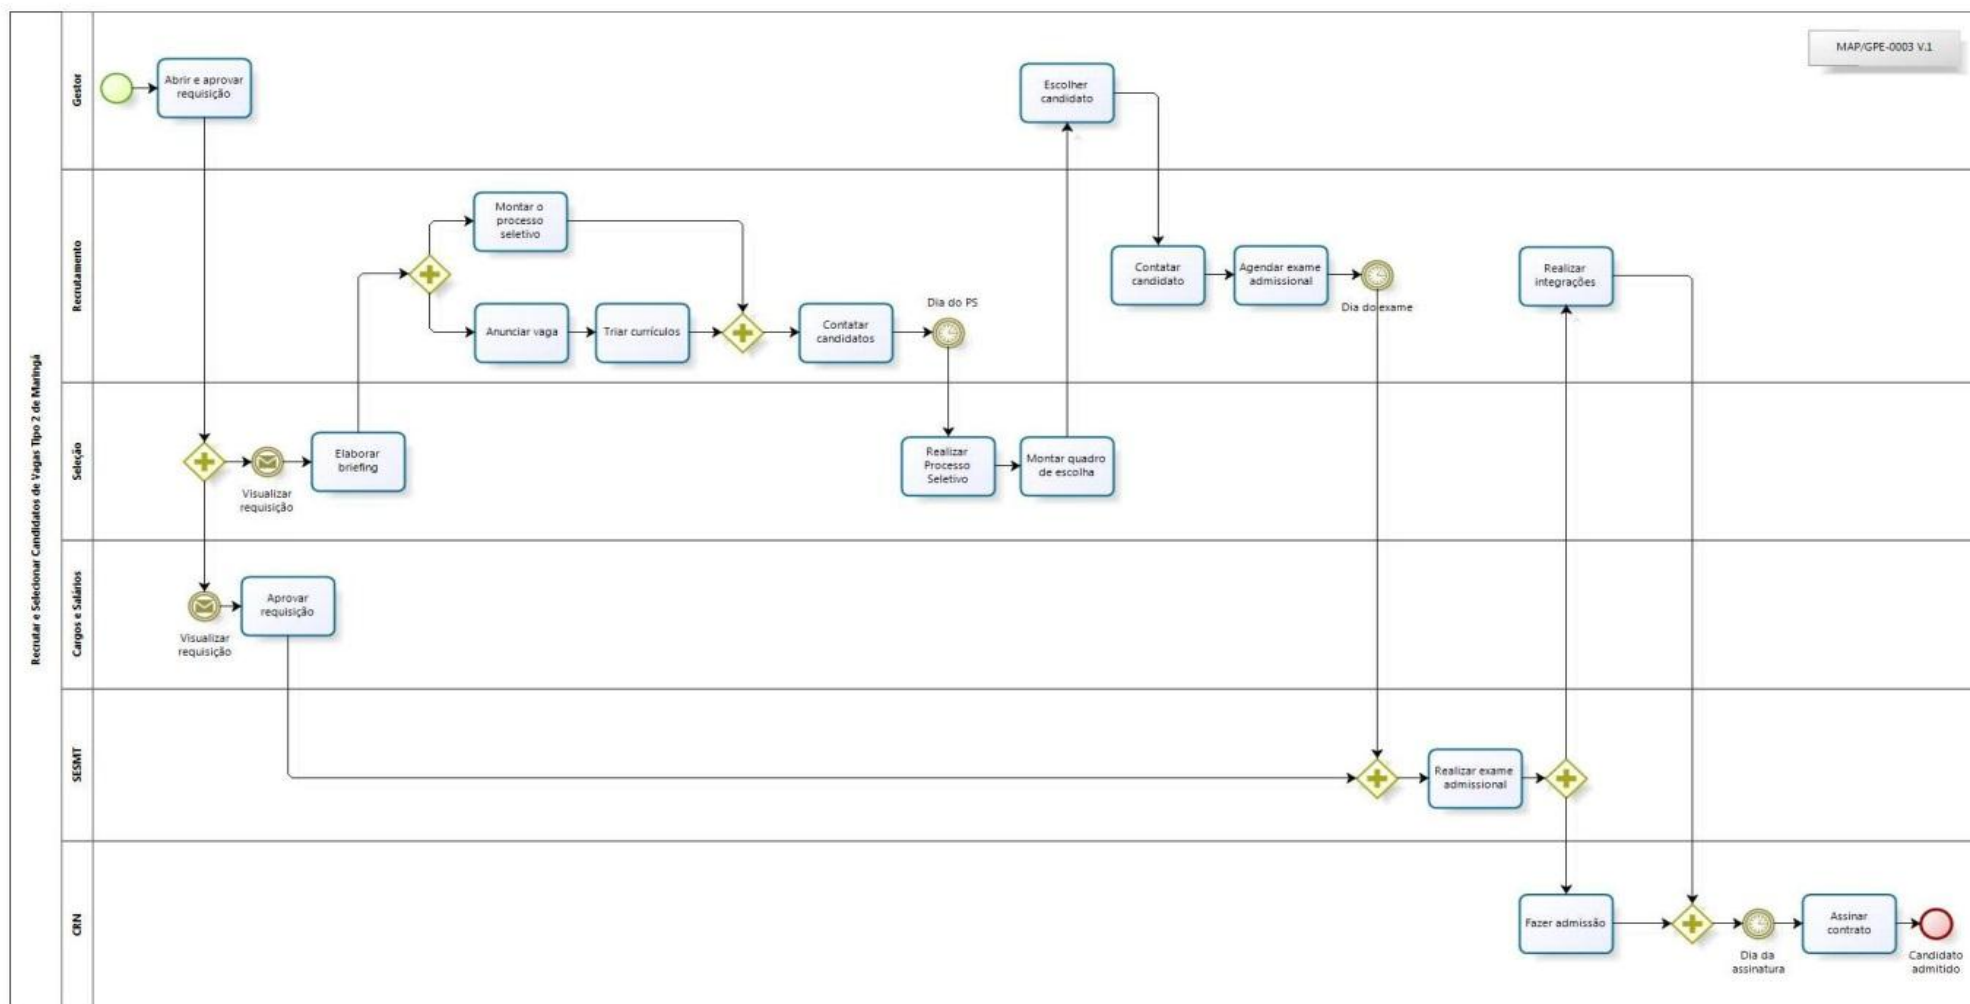 MAP/GPE-0003 V.1
Recrutar e Selecionar Candidatos de Vagas Tipo 2 de Maringá
Gestor
Abrir e aprovar
requisição
Escolher
candidato
Recrutamento
Montar o
processo
seletivo
Anunciar vaga
Triar currículos
Contatar
candidatos
Dia do PS
Contatar
candidato
Agendar exame
admissional
Dia do exame
Realizar
integrações
Seleção
Visualizar
requisição
Elaborar
briefing
Realizar
Processo
Seletivo
Montar quadro
de escolha
Cargos e Salários
Visualizar
requisição
Aprovar
requisição
SESMT
Realizar exame
admissional
CRN
Fazer admissão
Dia da
assinatura
Assinar
contrato
Candidato
admitido